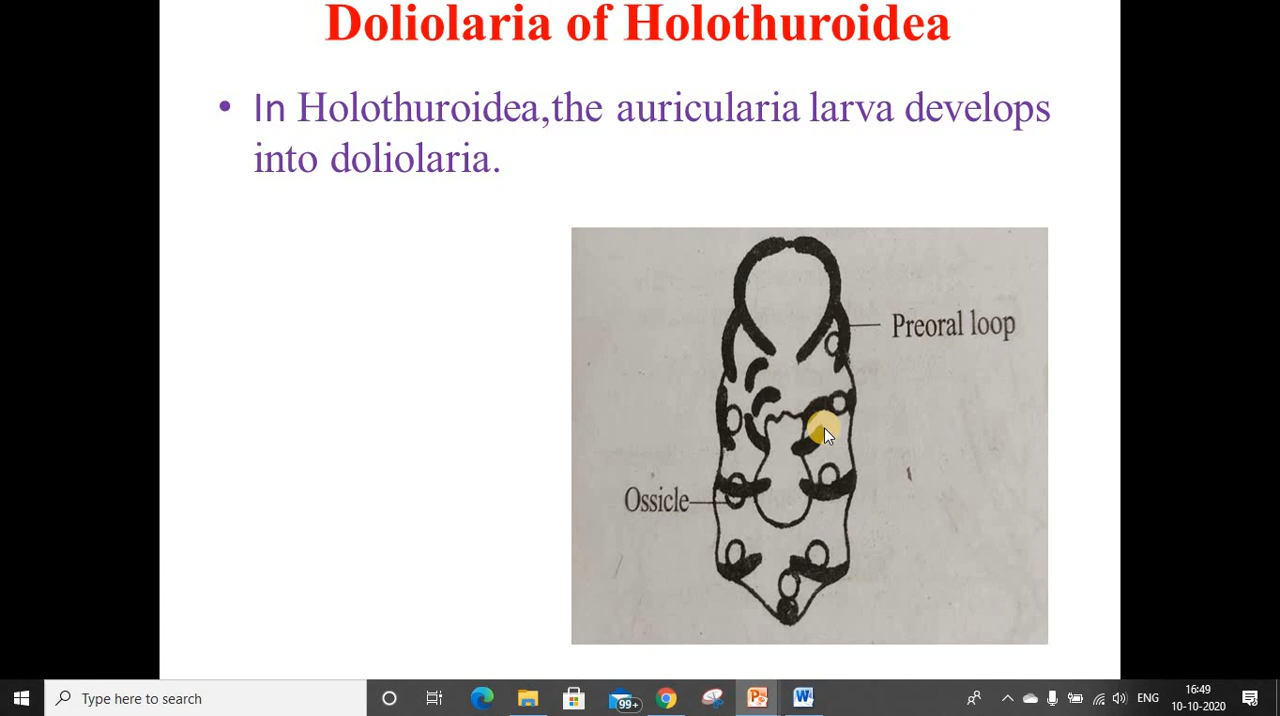 Doliolaria of Holothuroidea
• In Holothuroidea,the auricularia larva develops
into doliolaria.
Preoral loop
Ossicle
Type here to search
99+
ENG
16:49
10-10-2020